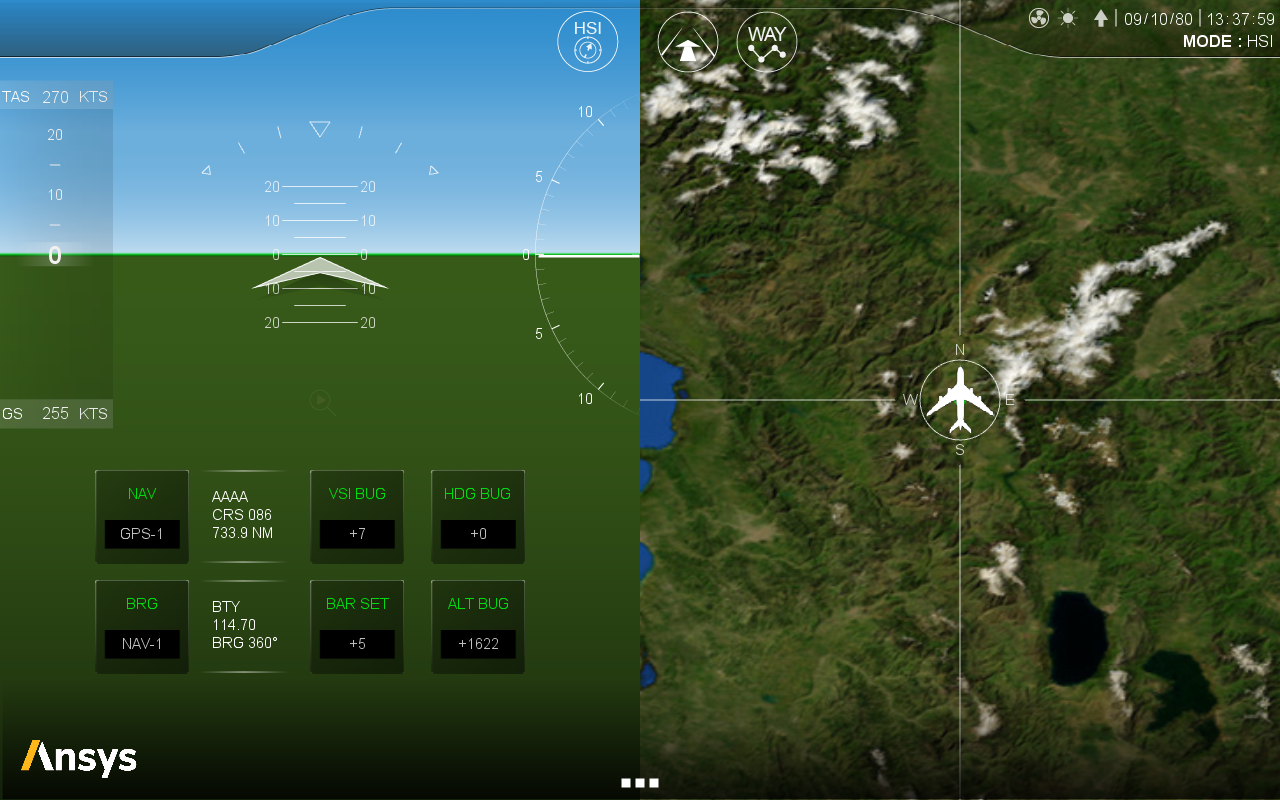 HSI
WAY
09/10/80 13:37:59
MODE : HSI
TAS 270 KTS
20
10
0
GS 255 KTS
20 20
10 10
0 0
10 10
20 20
10
5
0
5
10
N
W E
S
NAV
GPS-1
AAAA
CRS 086
733.9 NM
VSI BUG
+7
HDG BUG
+0
BRG
NAV-1
BTY
114.70
BRG 360°
BAR SET
+5
ALT BUG
+1622
Ansys